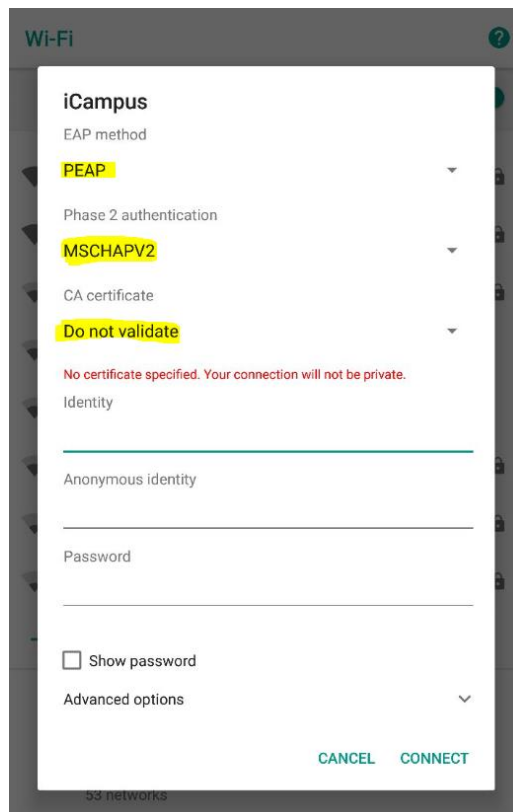 Wi-Fi
iCampus
EAP method
PEAP
Phase 2 authentication
MSCHAPV2
CA certificate
Do not validate
No certificate specified. Your connection will not be private.
Identity
Anonymous identity
Password
Show password
Advanced options
CANCEL CONNECT
53 networks